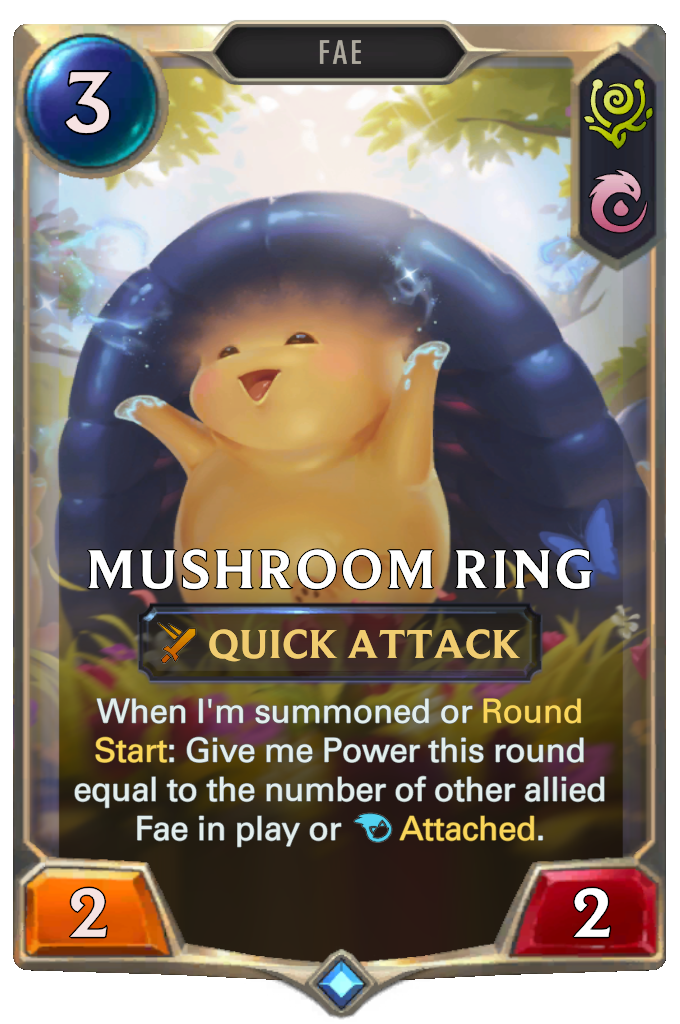 FAE
3
MUSHROOM RING
QUICK ATTACK
When I'm summoned or Round
Start: Give me Power this round
equal to the number of other allied
Fae in play or Attached.
2
2